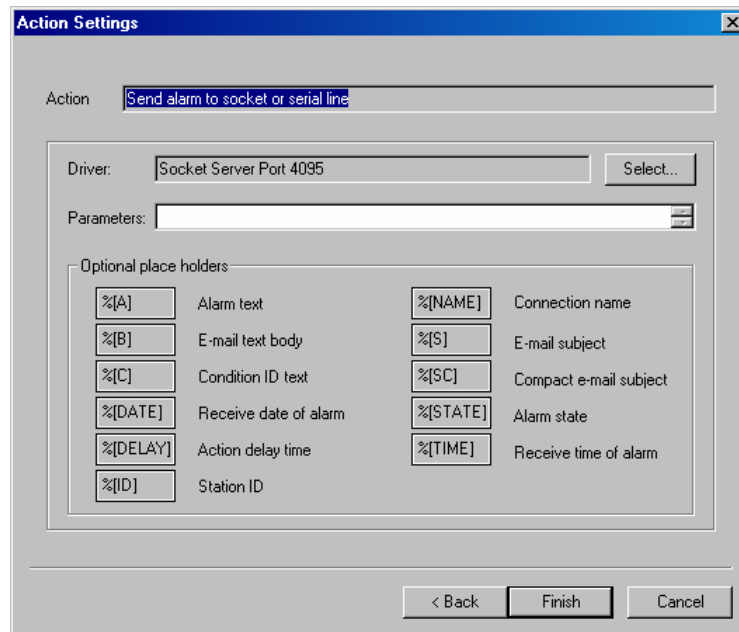 Action Settings
Action Send alarm to socket or serial line
Driver: Socket Server Port 4095 Select...
Parameters:
Optional place holders
%[A] Alarm text %[NAME] Connection name
%[B] E-mail text body %[S] E-mail subject
%[C] Condition ID text %[SC] Compact e-mail subject
%[DATE] Receive date of alarm %[STATE] Alarm state
%[DELAY] Action delay time %[TIME] Receive time of alarm
%[ID] Station ID
< Back Finish Cancel